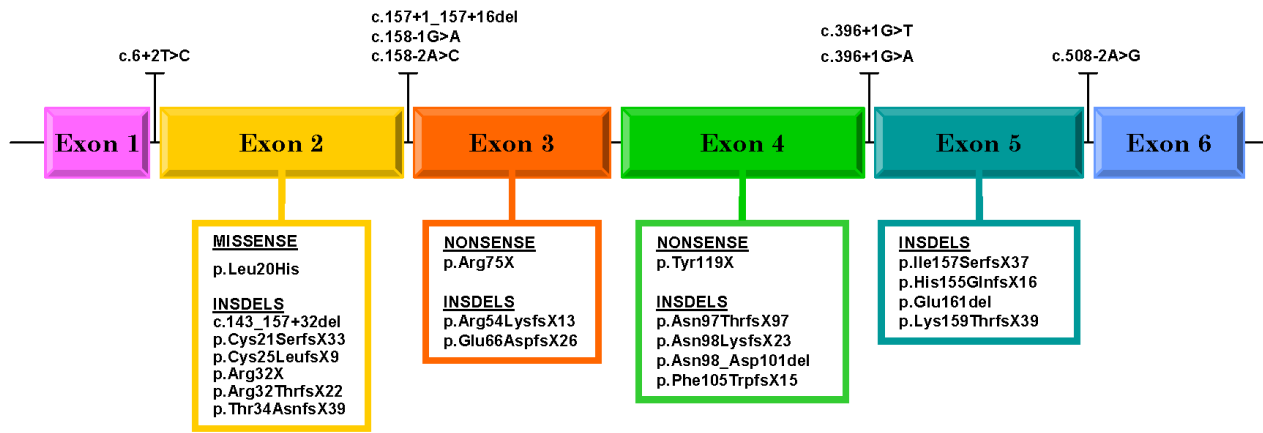 c.6+2T>C
c.157+1_157+16del
c.158-1G>A
c.158-2A>C
c.396+1G>T
c.396+1G>A
c.508-2A>G
Exon 1
Exon 2
Exon 3
Exon 4
Exon 5
Exon 6
MISSENSE
p.Leu20His
INSDELS
c.143_157+32del
p.Cys21SerfsX33
p.Cys25LeufsX9
p.Arg32X
p.Arg32ThrfsX22
p.Thr34AsnfsX39
NONSENSE
p.Arg75X
INSDELS
p.Arg54LysfsX13
p.Glu66AspfsX26
NONSENSE
p.Tyr119X
INSDELS
p.Asn97ThrfsX97
p.Asn98LysfsX23
p.Asn98_Asp101del
p.Phe105TrpfsX15
INSDELS
p.Ile157SerfsX37
p.His155GlnfsX16
p.Glu161del
p.Lys159ThrfsX39